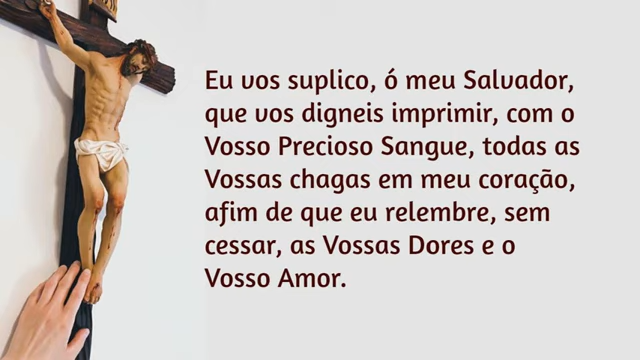 Eu vos suplico, ó meu Salvador,
que vos digneis imprimir, com o
Vosso Precioso Sangue, todas as
Vossas chagas em meu coração,
afim de que eu relembre, sem
cessar, as Vossas Dores e o
Vosso Amor.